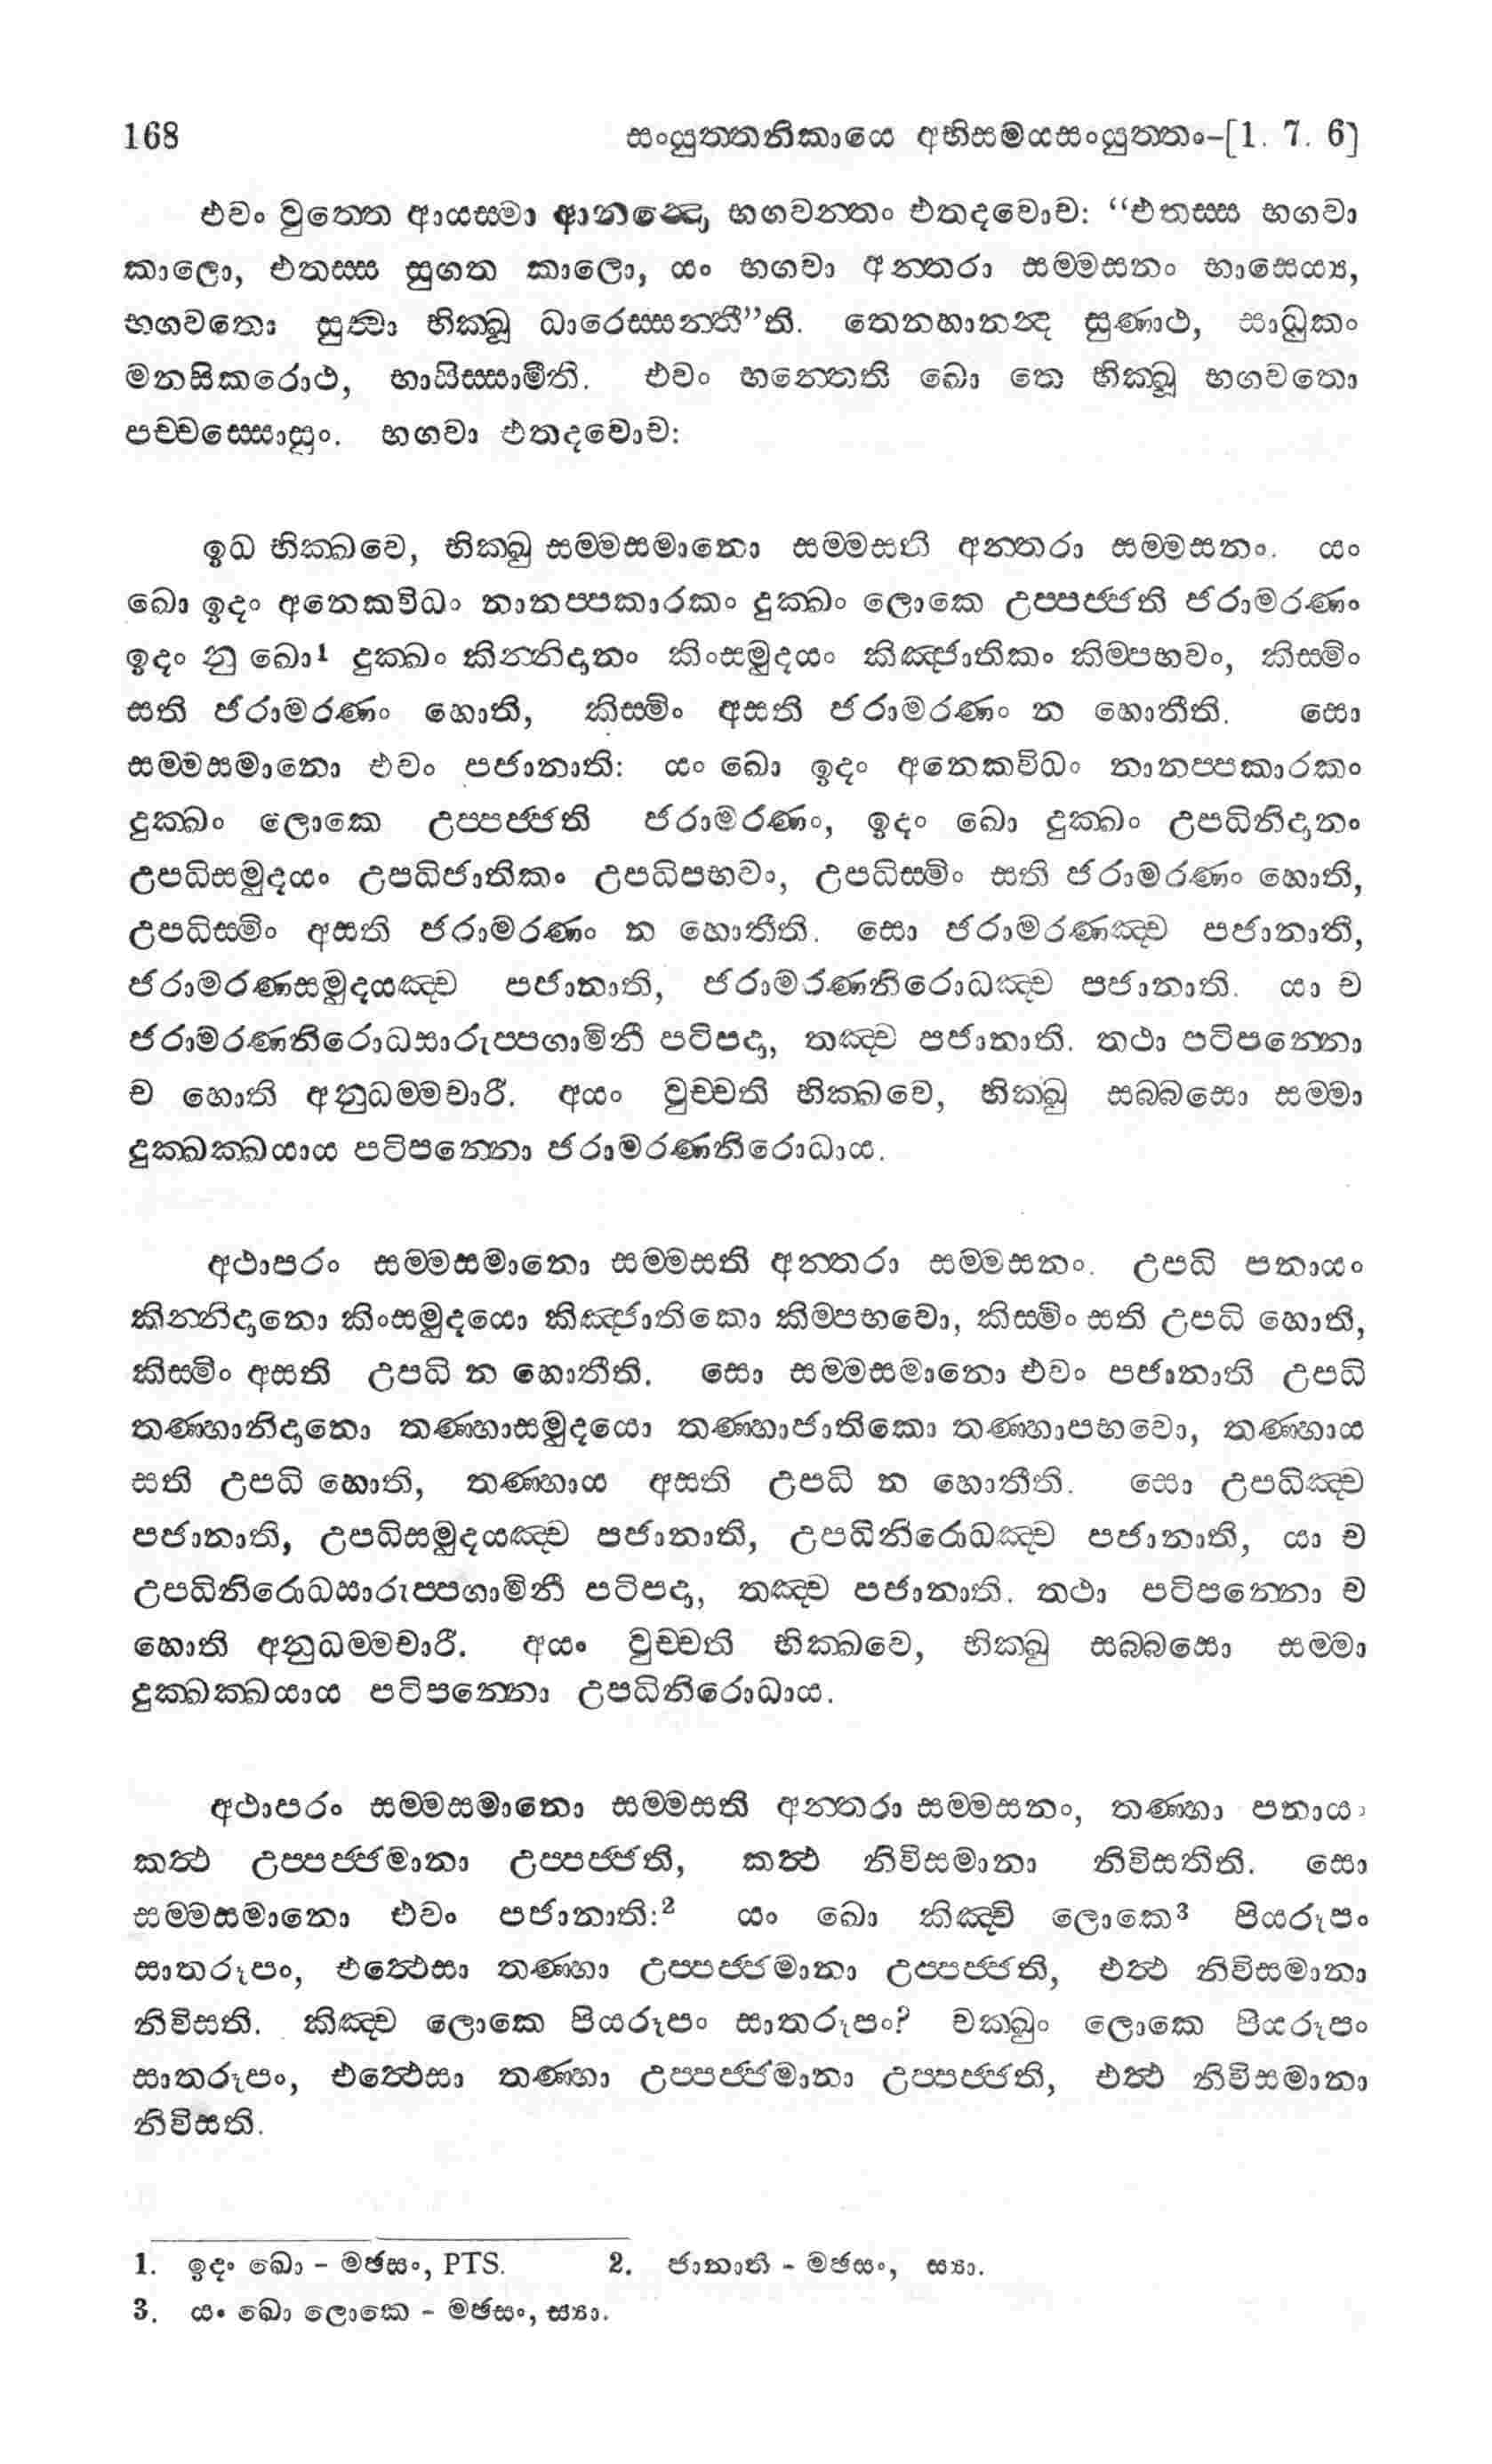 168 සංයුත්තනිකායෙ අභිසමයසංයුත්තං–[1. 7. 6]
එවං වුත්තෙ ආයස්මා ආනන්දො භගවන්තං එතදවොච: “එතස්ස භගවා
කාලො, එතස්ස සුගත කාලො, යං භගවා අන්තරා සම්මසනං භාසෙය්‍ය,
භගවතො සුත්වා භික්ඛූ ධාරෙස්සන්තී”ති. තෙනහානන්ද සුණාථ, සාධුකං
මනසිකරොථ, භාසිස්සාමීති. එවං භන්තෙති ඛො තෙ භික්ඛූ භගවතො
පච්චස්සොසුං. භගවා එතදවොච:
ඉධ භික්ඛවෙ, භික්ඛු සම්මසමානො සම්මසති අන්තරා සම්මසනං. යං
ඛො ඉදං අනෙකවිධං නානප්පකාරකං දුක්ඛං ලොකෙ උප්පජ්ජති ජරාමරණං
ඉදං නු ඛො¹ දුක්ඛං කින්නිදානං කිංසමුදයං කිඤ්ජාතිකං කිම්පභවං, කිස්මිං
සති ජරාමරණං හොති, කිස්මිං අසති ජරාමරණං න හොතීති. සො
සම්මසමානො එවං පජානාති: යං ඛො ඉදං අනෙකවිධං නානප්පකාරකං
දුක්ඛං ලොකෙ උප්පජ්ජති ජරාමරණං, ඉදං ඛො දුක්ඛං උපධිනිදානං
උපධිසමුදයං උපධිජාතිකං උපධිපභවං, උපධිස්මිං සති ජරාමරණං හොති,
උපධිස්මිං අසති ජරාමරණං න හොතීති. සො ජරාමරණඤ්ච පජානාති,
ජරාමරණසමුදයඤ්ච පජානාති, ජරාමරණනිරොධඤ්ච පජානාති. යා ච
ජරාමරණනිරොධසාරුප්පගාමිනී පටිපදා, තඤ්ච පජානාති. තථා පටිපන්නො
ච හොති අනුධම්මචාරී. අයං වුච්චති භික්ඛවෙ, භික්ඛු සබ්බසො සම්මා
දුක්ඛක්ඛයාය පටිපන්නො ජරාමරණනිරොධාය.
අථාපරං සම්මසමානො සම්මසති අන්තරා සම්මසනං. උපධි පනායං
කින්නිදානො කිංසමුදයො කිඤ්ජාතිකො කිම්පභවො, කිස්මිං සති උපධි හොති,
කිස්මිං අසති උපධි න හොතීති. සො සම්මසමානො එවං පජානාති උපධි
තණ්හානිදානො තණ්හාසමුදයො තණ්හාජාතිකො තණ්හාපභවො, තණ්හාය
සති උපධි හොති, තණ්හාය අසති උපධි න හොතීති. සො උපධිඤ්ච
පජානාති, උපධිසමුදයඤ්ච පජානාති, උපධිනිරොධඤ්ච පජානාති, යා ච
උපධිනිරොධසාරුප්පගාමිනී පටිපදා, තඤ්ච පජානාති. තථා පටිපන්නො ච
හොති අනුධම්මචාරී. අයං වුච්චති භික්ඛවෙ, භික්ඛු සබ්බසො සම්මා
දුක්ඛක්ඛයාය පටිපන්නො උපධිනිරොධාය.
අථාපරං සම්මසමානො සම්මසති අන්තරා සම්මසනං, තණ්හා පනායං
කත්ථ උප්පජ්ජමානා උප්පජ්ජති, කත්ථ නිවිසමානා නිවිසතිති. සො
සම්මසමානො එවං පජානාති:² යං ඛො කිඤ්චි ලොකෙ³ පියරූපං
සාතරූපං, එත්ථෙසා තණ්හා උප්පජ්ජමානා උප්පජ්ජති, එත්ථ නිවිසමානා
නිවිසති. කිඤ්ච ලොකෙ පියරූපං සාතරූපං? චක්ඛුං ලොකෙ පියරූපං
සාතරූපං, එත්ථෙසා තණ්හා උප්පජ්ජමානා උප්පජ්ජති, එත්ථ නිවිසමානා
නිවිසති.
1. ඉදං ඛො – මඡසං, PTS. 2. ජානාති – මඡසං, ස්‍යා.
3. යං ඛො ලොකෙ – මඡසං, ස්‍යා.